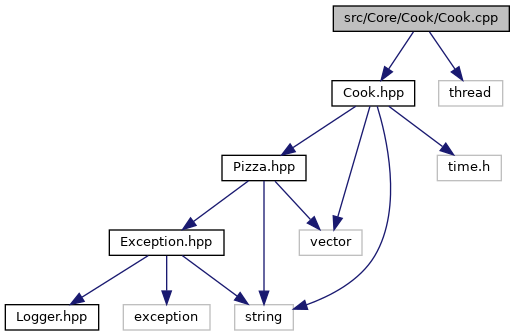 src/Core/Cook/Cook.cpp
Cook.hpp
thread
Pizza.hpp
time.h
Exception.hpp
vector
Logger.hpp
exception
string